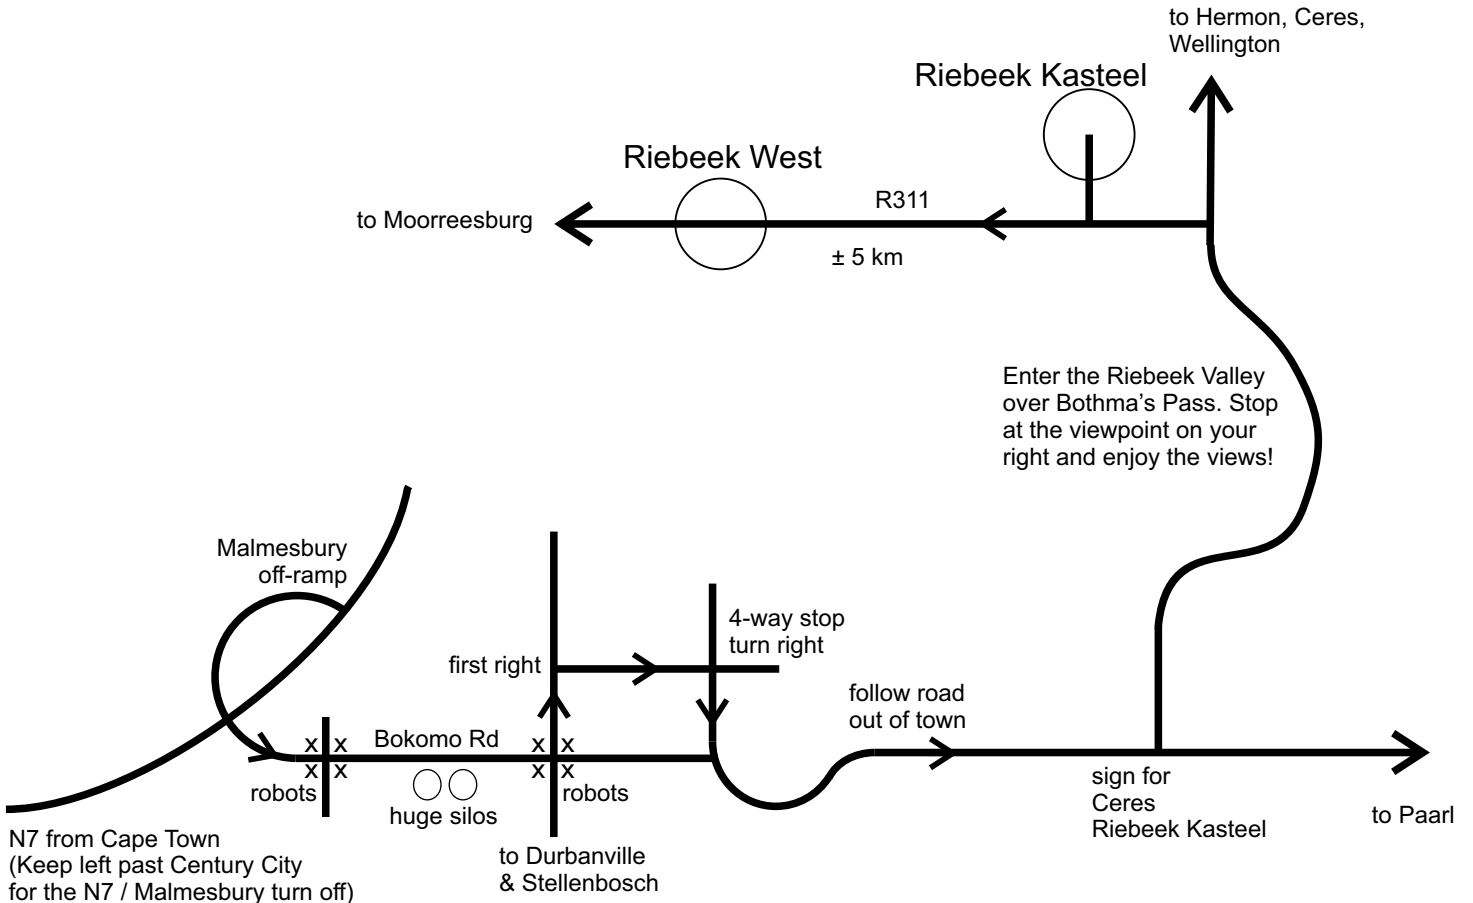 to Hermon, Ceres,
Wellington
Riebeek Kasteel
Riebeek West
R311
to Moorreesburg
± 5 km
Enter the Riebeek Valley
over Bothma’s Pass. Stop
at the viewpoint on your
right and enjoy the views!
Malmesbury
off-ramp
4-way stop
turn right
first right
follow road
out of town
x x
Bokomo Rd
x x
x x
x x
robots
robots
huge silos
sign for
Ceres
Riebeek Kasteel
to Paarl
N7 from Cape Town
(Keep left past Century City
for the N7 / Malmesbury turn off)
to Durbanville
& Stellenbosch